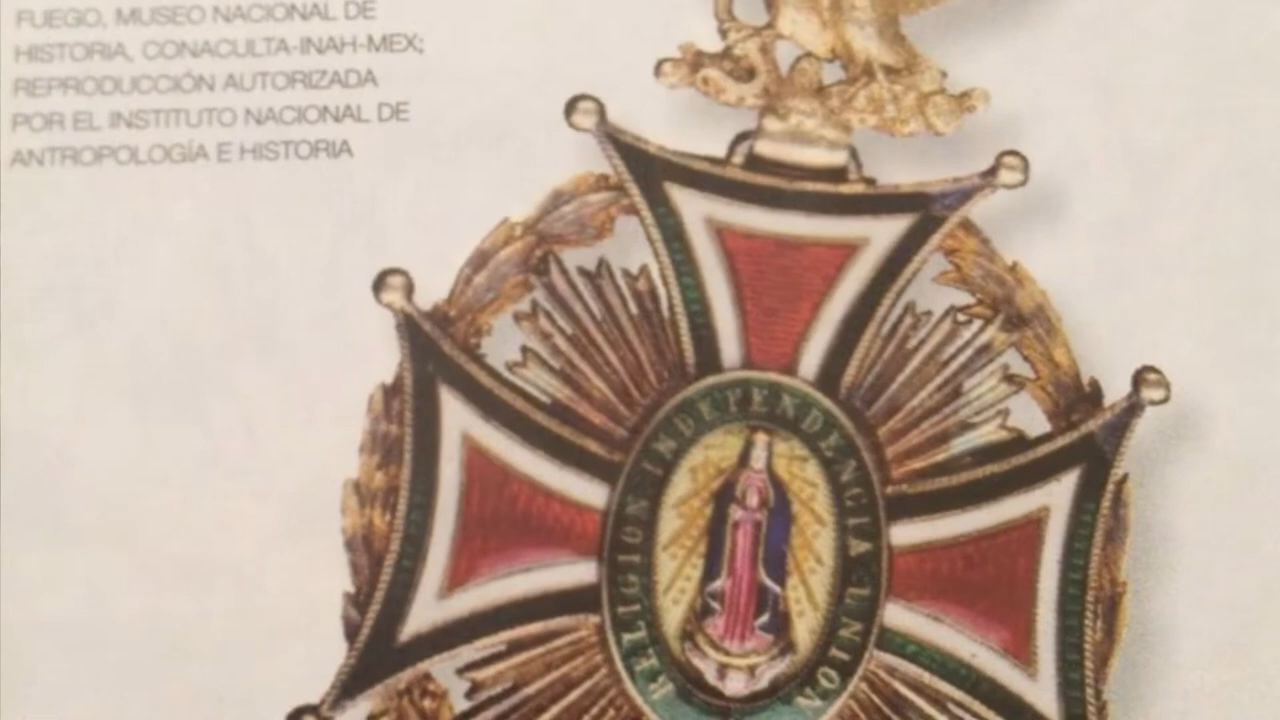 FUEGO, MUSEO NACIONAL DE
HISTORIA, CONACULTA-INAH-MEX;
REPRODUCCIÓN AUTORIZADA
POR EL INSTITUTO NACIONAL DE
ANTROPOLOGÍA E HISTORIA
RELIGION INDEPENDENCIA UNION